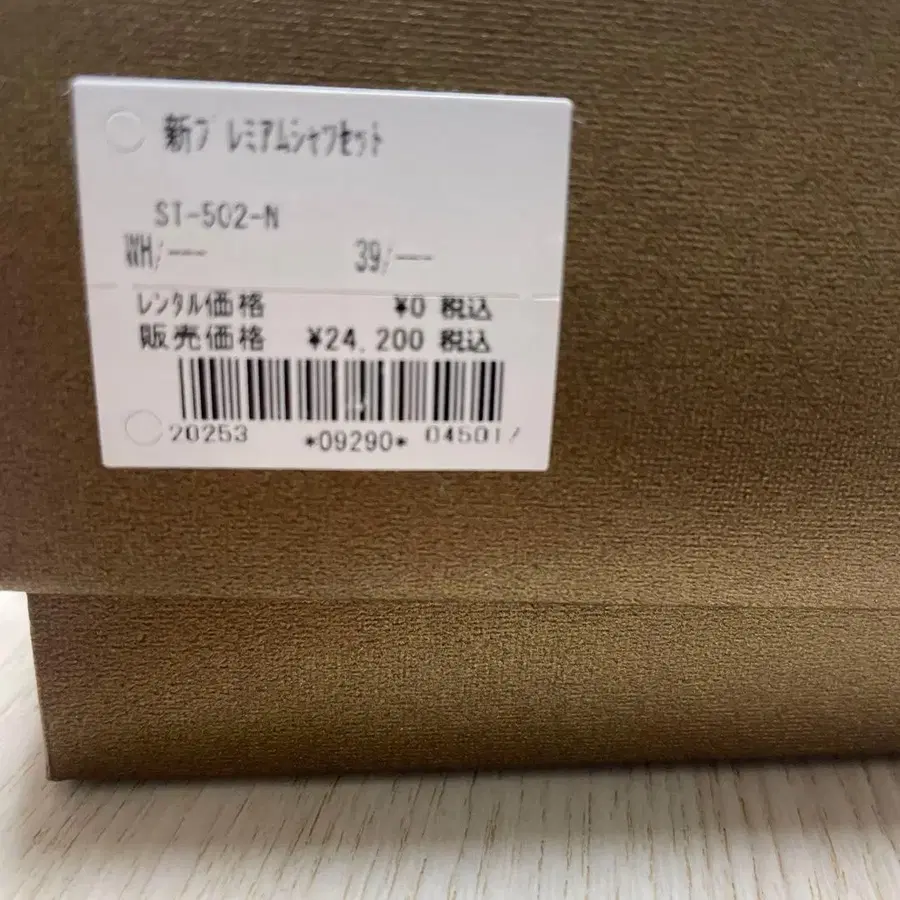 新ﾌﾟﾚﾐｱﾑｼｬﾂｾｯﾄ
ST-502-N
WH/--- 39/---
ﾚﾝﾀﾙ価格 ¥0 税込
販売価格 ¥24,200 税込
20253 *09290* 04501/